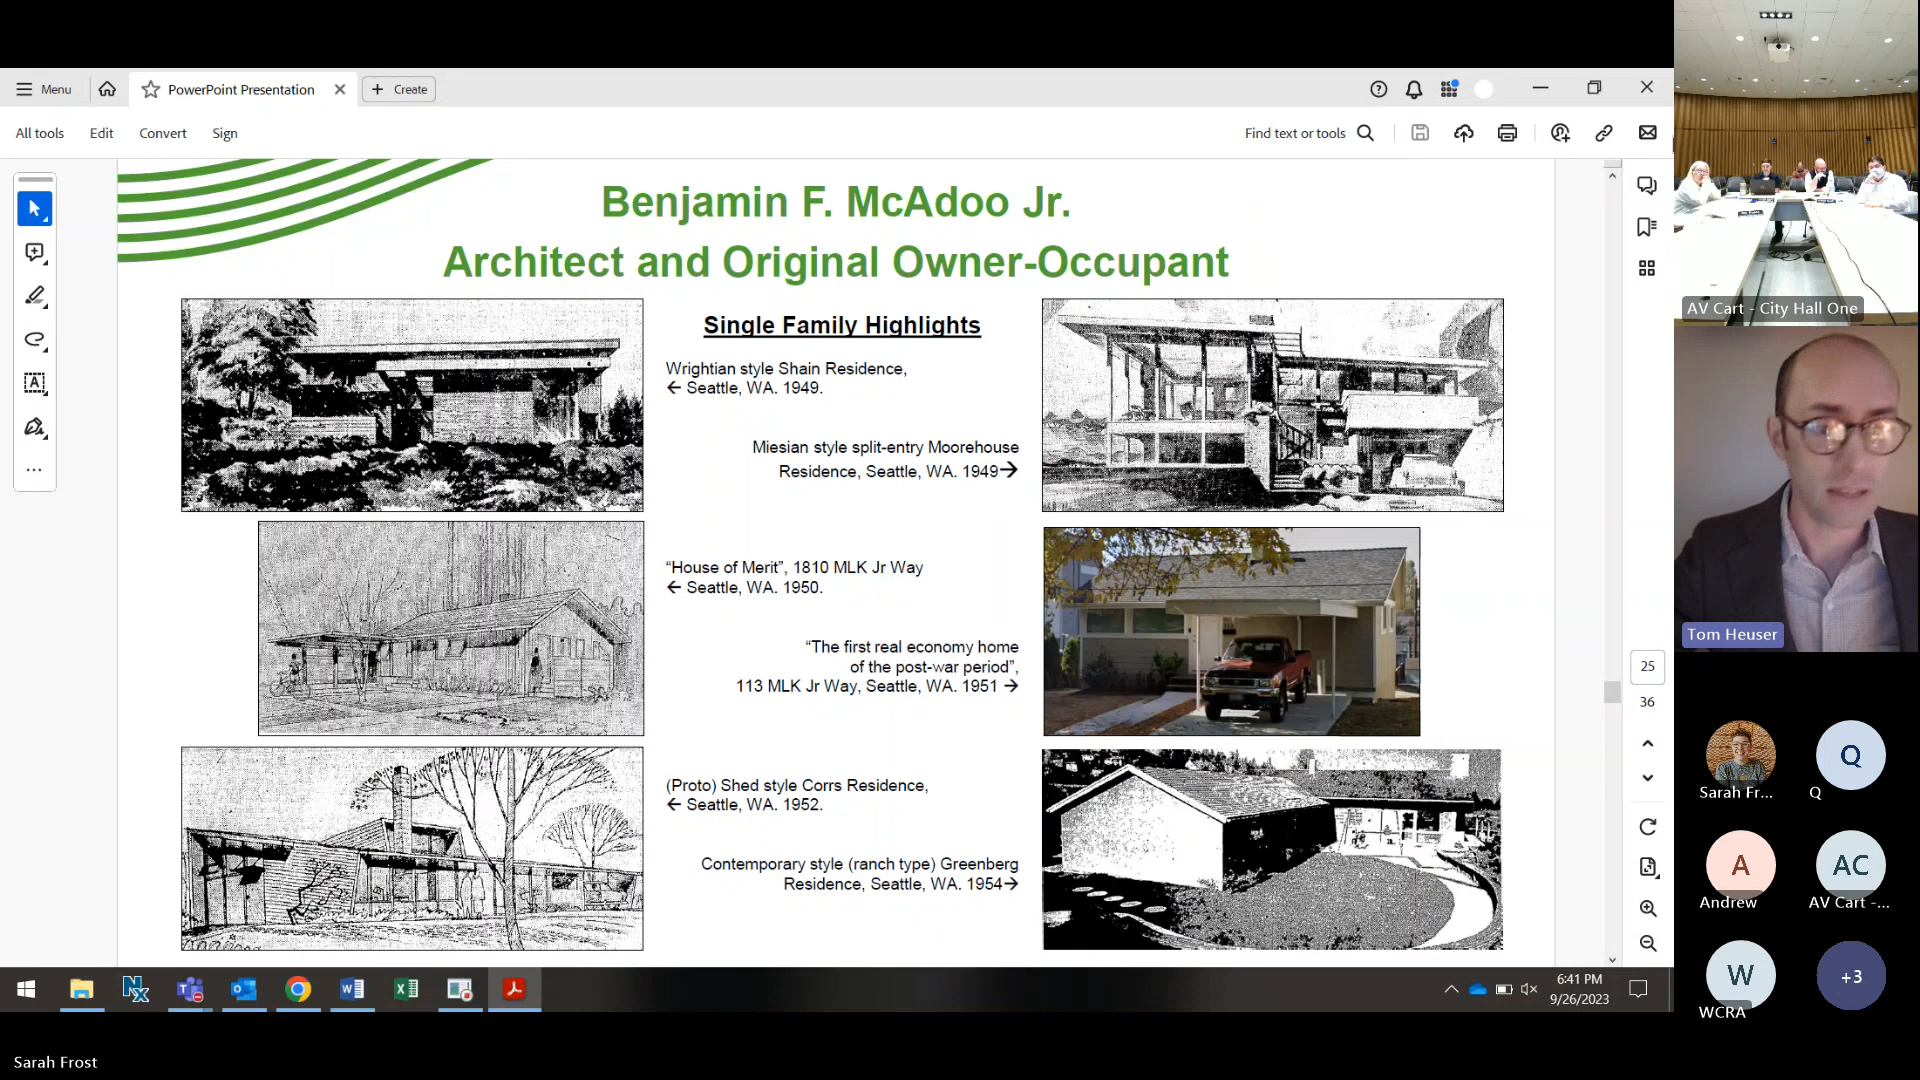 Menu
PowerPoint Presentation
Create
All tools
Edit
Convert
Sign
Find text or tools
Benjamin F. McAdoo Jr.
Architect and Original Owner-Occupant
Single Family Highlights
Wrightian style Shain Residence,
← Seattle, WA. 1949.
Miesian style split-entry Moorehouse
Residence, Seattle, WA. 1949→
“House of Merit”, 1810 MLK Jr Way
← Seattle, WA. 1950.
“The first real economy home
of the post-war period”,
113 MLK Jr Way, Seattle, WA. 1951 →
(Proto) Shed style Corrs Residence,
← Seattle, WA. 1952.
Contemporary style (ranch type) Greenberg
Residence, Seattle, WA. 1954→
25
36
6:41 PM
9/26/2023
Sarah Frost
AV Cart - City Hall One
Tom Heuser
Sarah Fr...
Q
Q
A
Andrew
AC
AV Cart -...
W
WCRA
+3